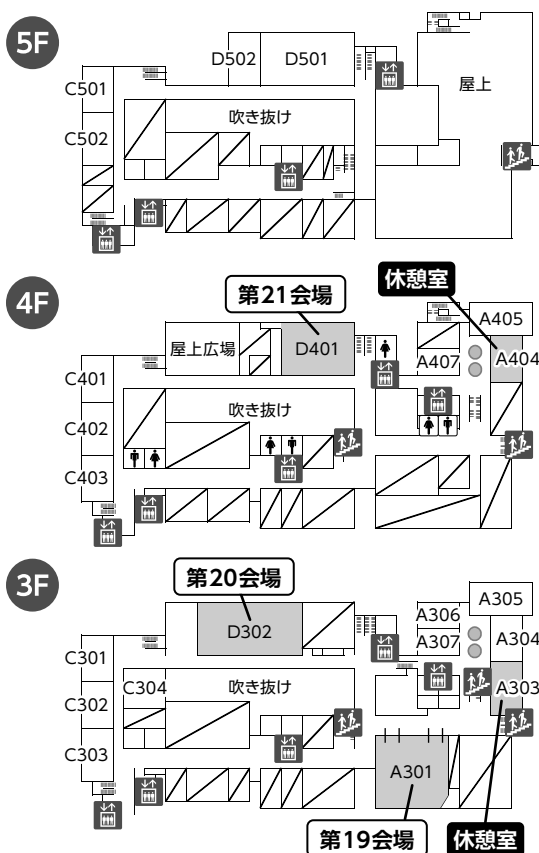 5F
D502
D501
C501
C502
吹き抜け
屋上
4F
第21会場
休憩室
屋上広場
D401
A405
A407
A404
C401
C402
C403
吹き抜け
3F
第20会場
D302
A305
A306
A307
A304
A303
C301
C302
C303
C304
吹き抜け
A301
第19会場
休憩室